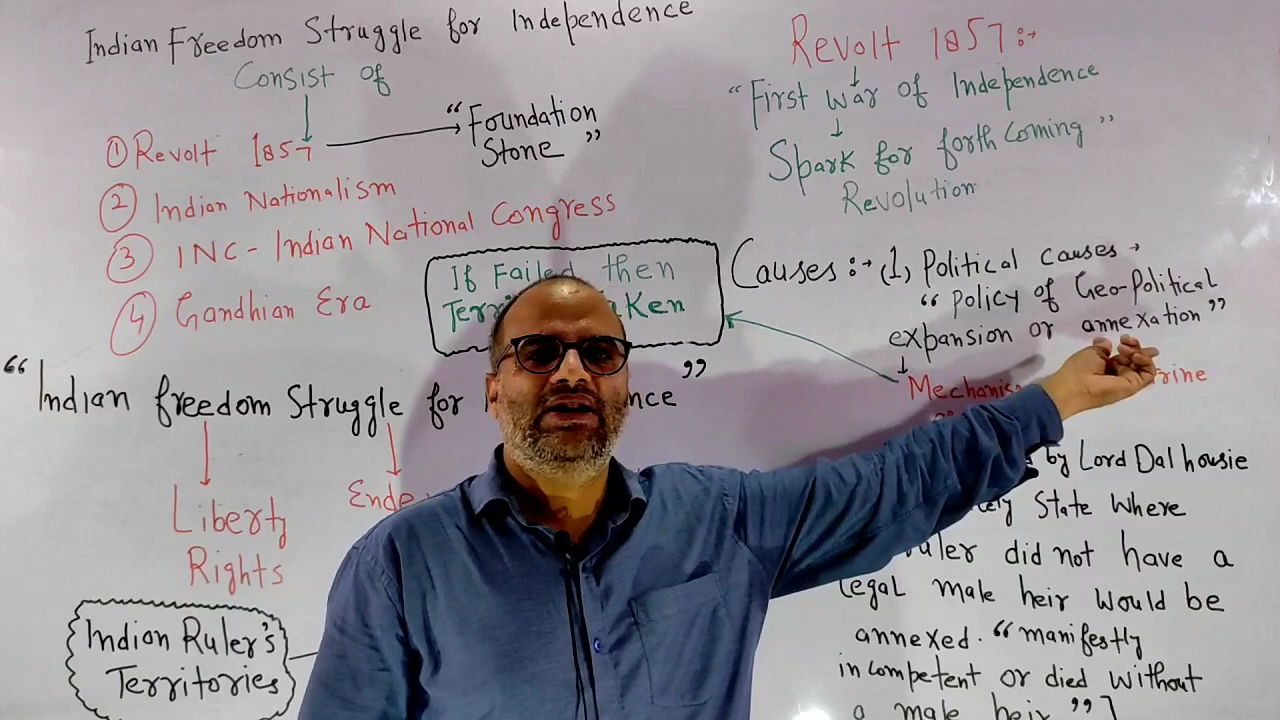 Indian Freedom Struggle for Independence
Consist of
① Revolt 1857
"Foundation
Stone"
② Indian Nationalism
③ INC - Indian National Congress
④ Gandhian Era
If Failed then
Taken
"Indian freedom Struggle for
Liberty
Rights
Indian Ruler's
Territories
Revolt 1857:→
"First war of Independence
Spark for forth Coming"
Revolution
Causes:→ (1) Political causes →
"policy of Geo-Political
expansion or annexation"
by Lord Dalhousie
State where
ruler did not have a
legal male heir would be
annexed. "manifestly
incompetent or died without
a male heir"]